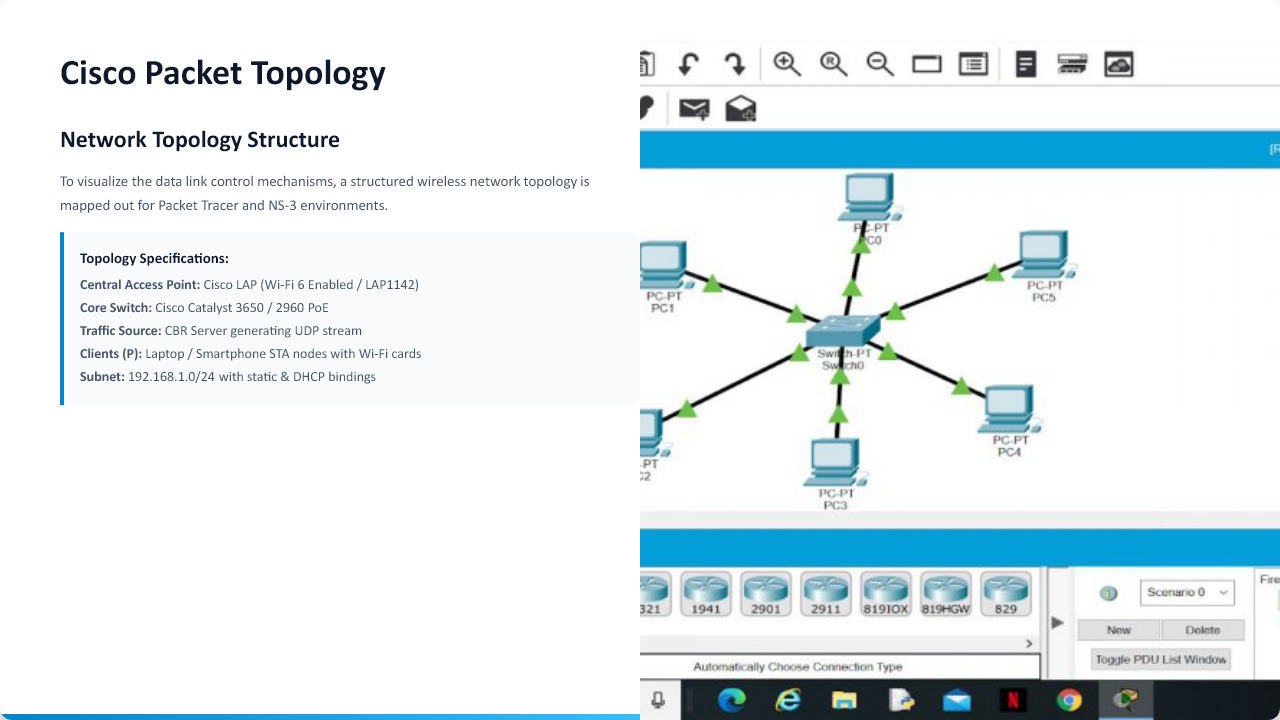 Cisco Packet Topology
Network Topology Structure
To visualize the data link control mechanisms, a structured wireless network topology is
mapped out for Packet Tracer and NS-3 environments.
Topology Specifications:
Central Access Point: Cisco LAP (Wi-Fi 6 Enabled / LAP1142)
Core Switch: Cisco Catalyst 3650 / 2960 PoE
Traffic Source: CBR Server generating UDP stream
Clients (P): Laptop / Smartphone STA nodes with Wi-Fi cards
Subnet: 192.168.1.0/24 with static & DHCP bindings
PC-PT
PC0
PC-PT
PC1
PC-PT
PC5
Switch-PT
Switch0
PC-PT
PC4
-PT
C2
PC-PT
PC3
321
1941
2901
2911
819IOX
819HGW
829
Scenario 0
Fire
New
Delete
Toggle PDU List Window
Automatically Choose Connection Type